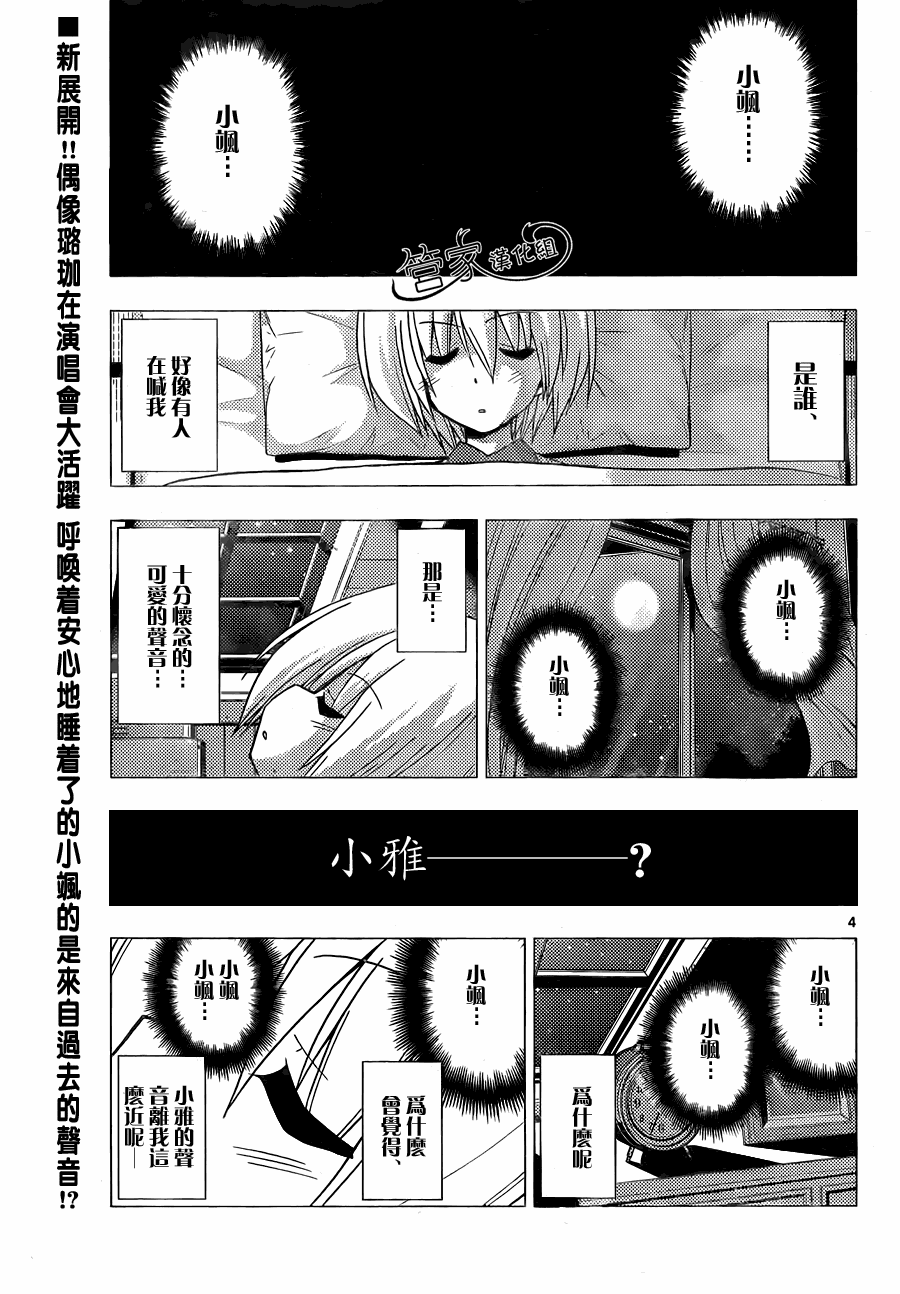 ■新展開!!偶像璐珈在演唱會大活躍 呼喚着安心地睡着了的小颯的是來自過去的聲音!?
小颯……
小颯…
管家漢化組
是誰、
好像有人
在喊我
小颯…
小颯…
那是…
十分懷念的…
可愛的聲音…
小雅————?
4
小颯…
小颯…
爲什麼呢
小颯…
小颯
小颯…
爲什麼
會覺得、
小雅的聲
音離我這
麼近呢—